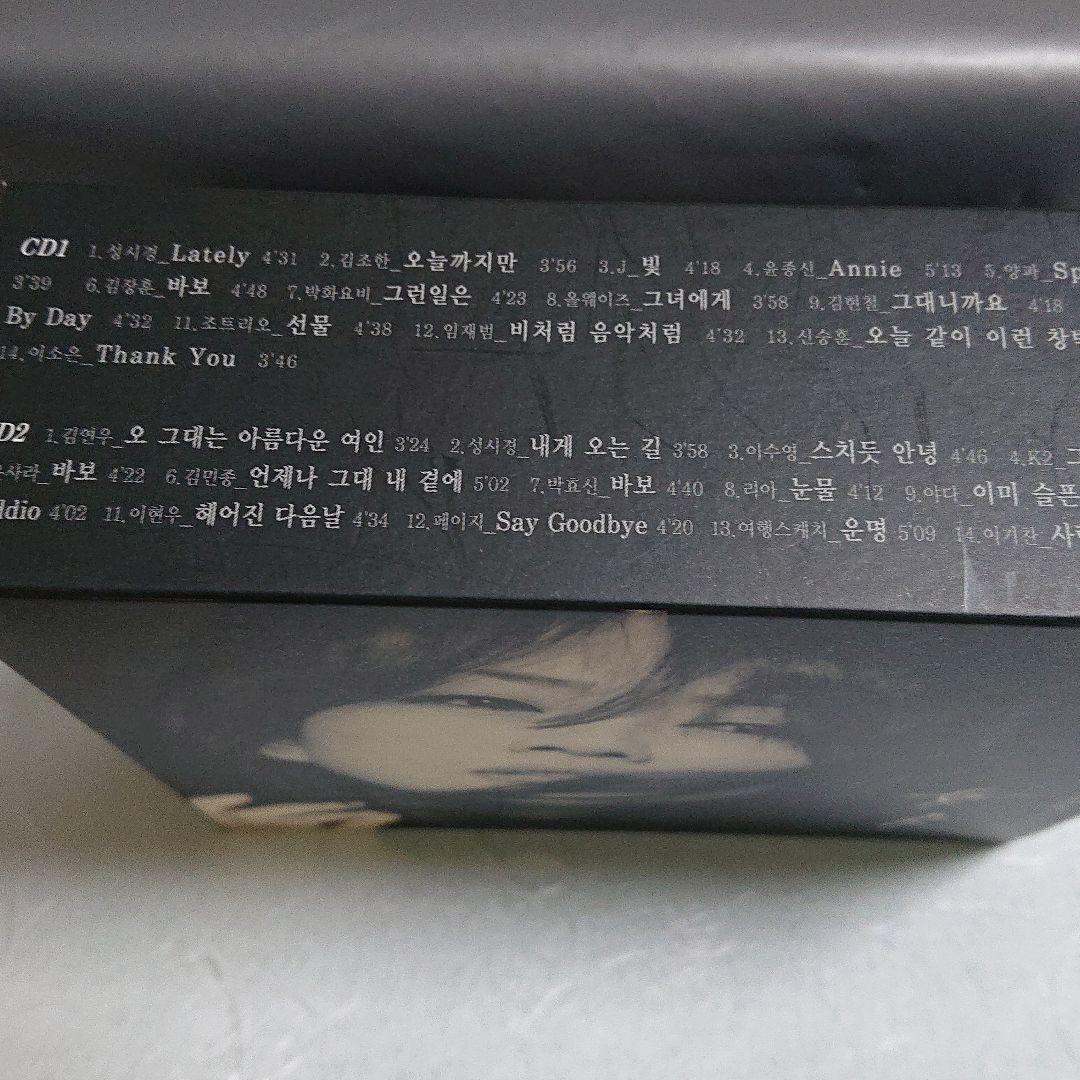 CD1 1.성시경_Lately 4'31 2.김조한_오늘까지만 3'56 3.J_빛 4'18 4.윤종신_Annie 5'13 5.양파_Sp
3'39 6.김장훈_바보 4'48 7.박화요비_그런일은 4'23 8.올웨이즈_그녀에게 3'58 9.김현철_그대니까요 4'18
By Day 4'32 11.조트리오_선물 4'38 12.임재범_비처럼 음악처럼 4'32 13.신승훈_오늘 같이 이런 창밖
14.이소은_Thank You 3'46
CD2 1.김연우_오 그대는 아름다운 여인 3'24 2.성시경_내게 오는 길 3'58 3.이수영_스치듯 안녕 4'46 4.K2_그
사라_바보 4'22 6.김민종_언제나 그대 내 곁에 5'02 7.박효신_바보 4'40 8.리아_눈물 4'12 9.야다_이미 슬픈
dio 4'02 11.이현우_헤어진 다음날 4'34 12.페이지_Say Goodbye 4'20 13.여행스케치_운명 5'09 14.이기찬_사랑